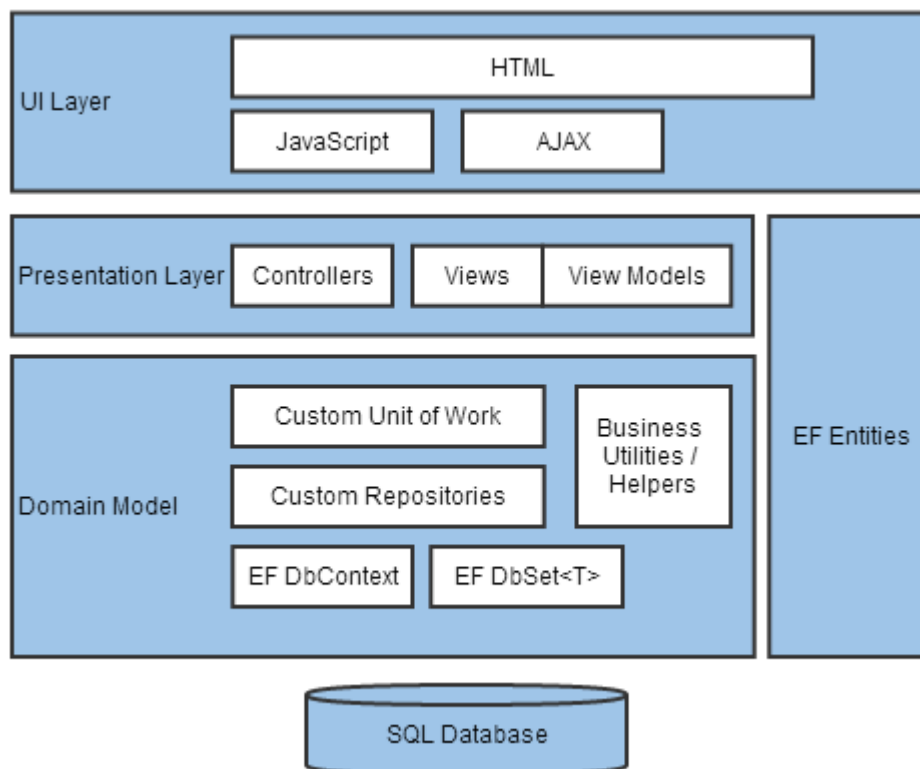 UI Layer
HTML
JavaScript
AJAX
Presentation Layer
Controllers
Views
View Models
Domain Model
Custom Unit of Work
Custom Repositories
Business
Utilities /
Helpers
EF DbContext
EF DbSet<T>
EF Entities
SQL Database